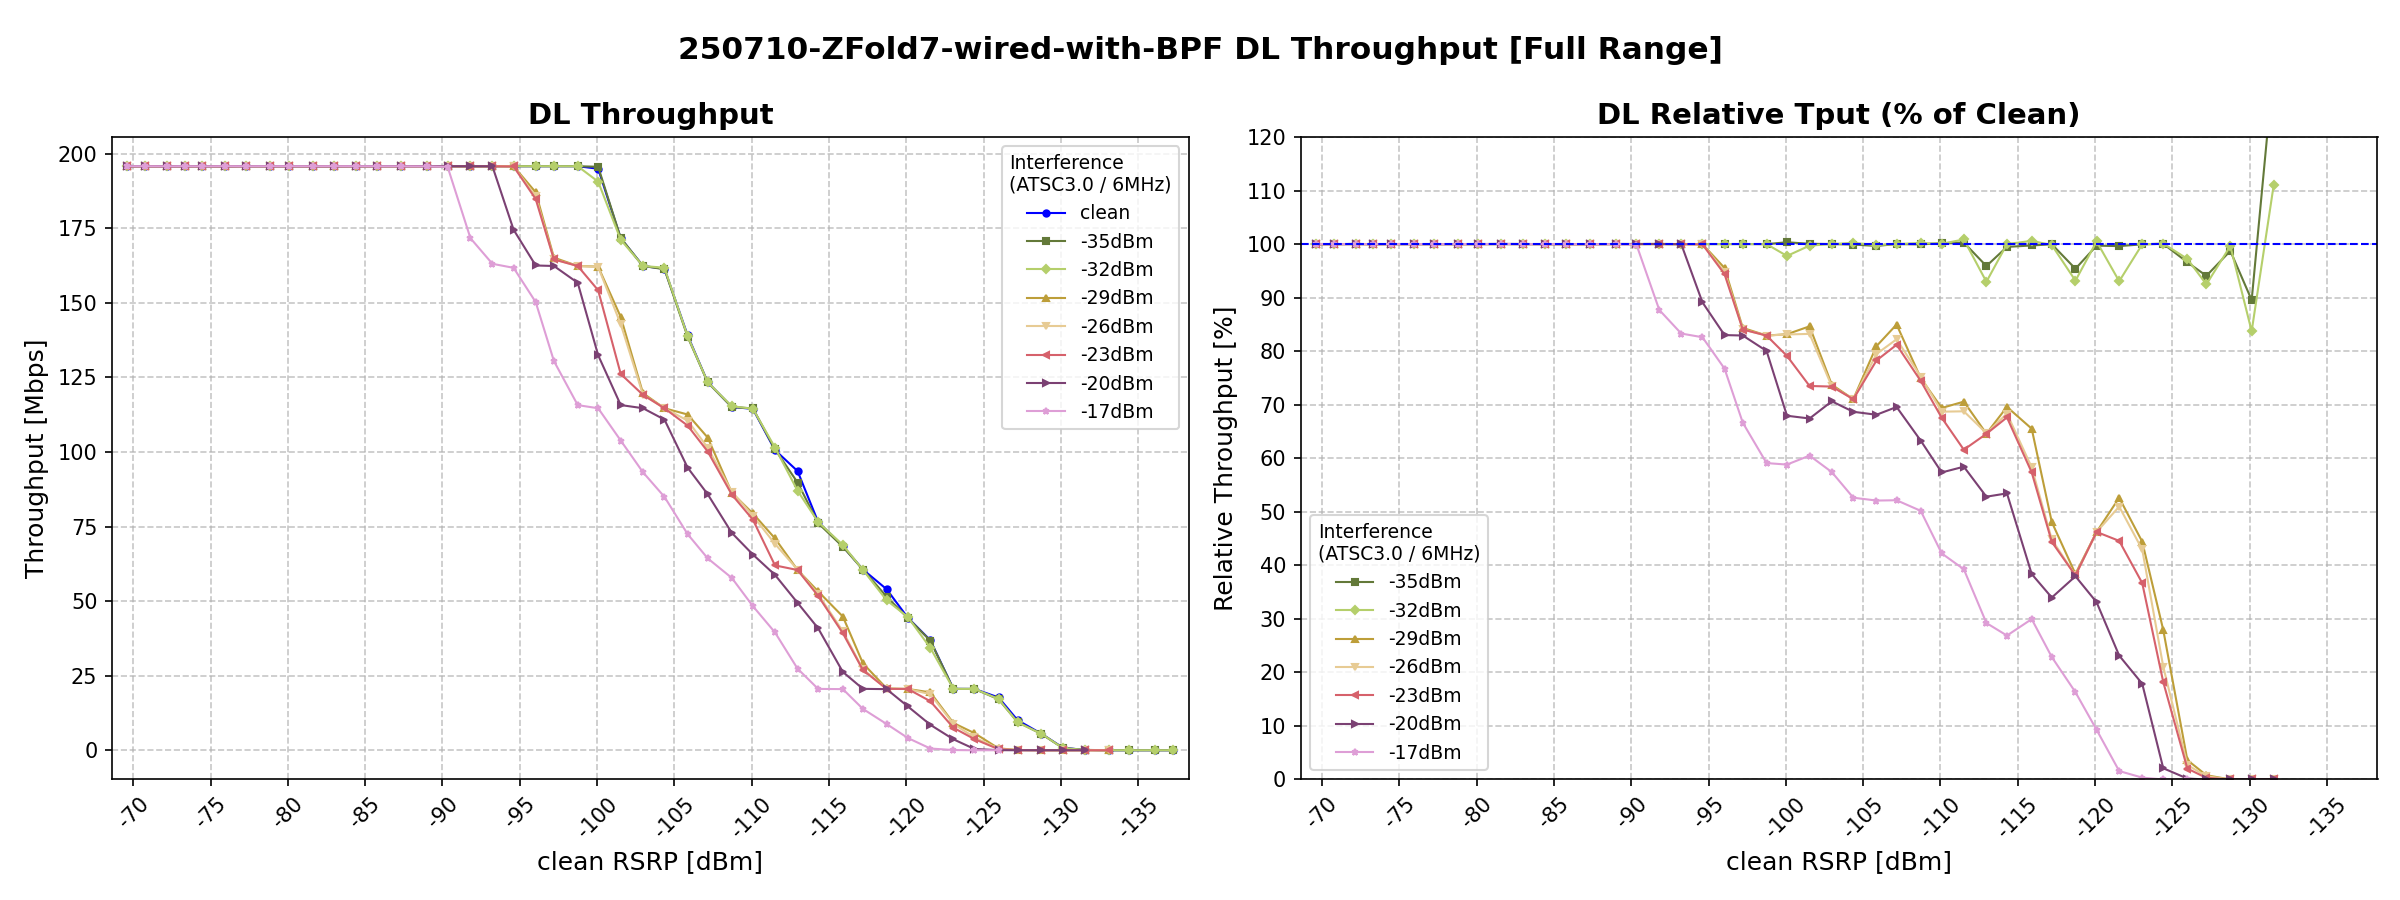 250710-ZFold7-wired-with-BPF DL Throughput [Full Range]
DL Throughput
Throughput [Mbps]
200
175
150
125
100
75
50
25
0
-70
-75
-80
-85
-90
-95
-100
-105
-110
-115
-120
-125
-130
-135
clean RSRP [dBm]
Interference
(ATSC3.0 / 6MHz)
clean
-35dBm
-32dBm
-29dBm
-26dBm
-23dBm
-20dBm
-17dBm
DL Relative Tput (% of Clean)
Relative Throughput [%]
120
110
100
90
80
70
60
50
40
30
20
10
0
-70
-75
-80
-85
-90
-95
-100
-105
-110
-115
-120
-125
-130
-135
clean RSRP [dBm]
Interference
(ATSC3.0 / 6MHz)
-35dBm
-32dBm
-29dBm
-26dBm
-23dBm
-20dBm
-17dBm